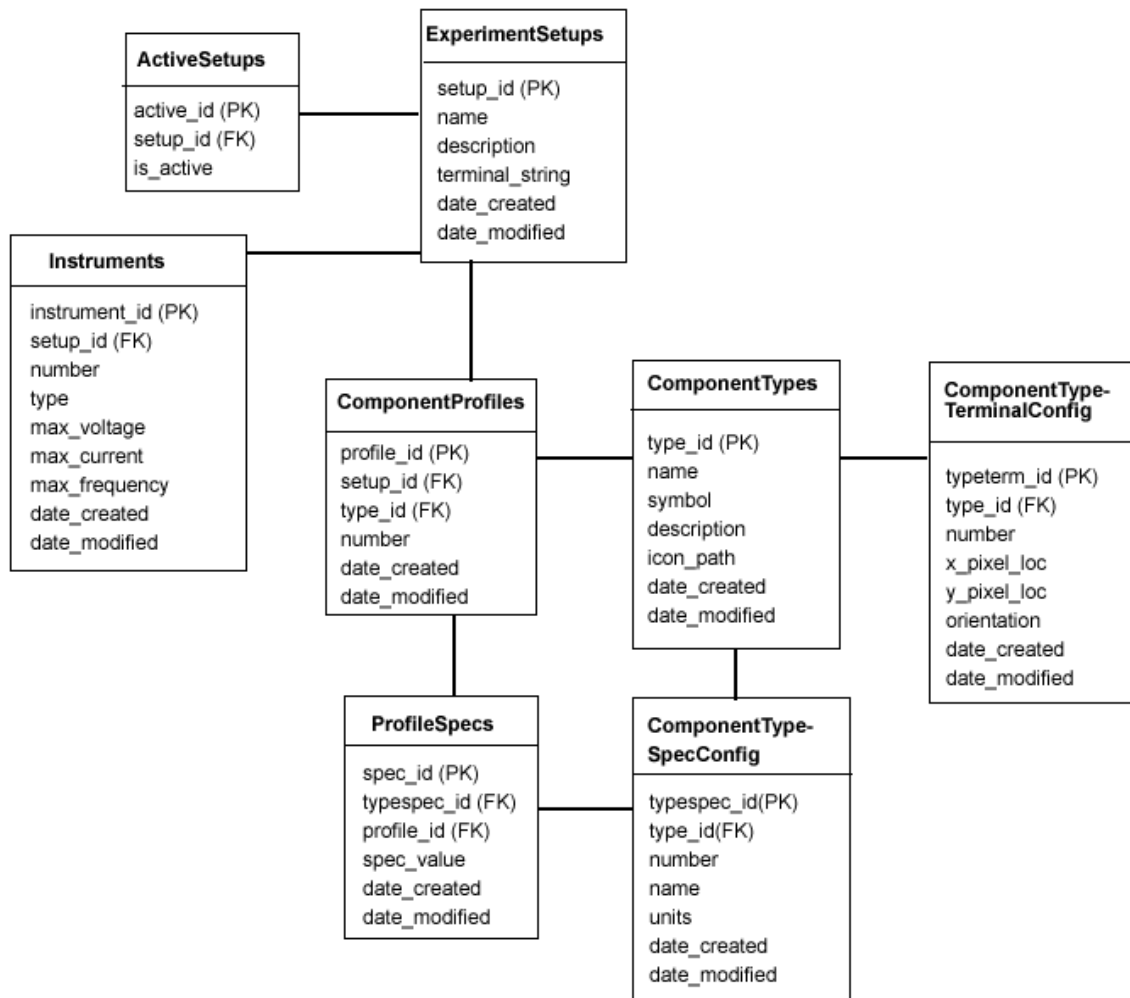 ActiveSetups
active_id (PK)
setup_id (FK)
is_active
ExperimentSetups
setup_id (PK)
name
description
terminal_string
date_created
date_modified
Instruments
instrument_id (PK)
setup_id (FK)
number
type
max_voltage
max_current
max_frequency
date_created
date_modified
ComponentProfiles
profile_id (PK)
setup_id (FK)
type_id (FK)
number
date_created
date_modified
ComponentTypes
type_id (PK)
name
symbol
description
icon_path
date_created
date_modified
ComponentType-
TerminalConfig
typeterm_id (PK)
type_id (FK)
number
x_pixel_loc
y_pixel_loc
orientation
date_created
date_modified
ProfileSpecs
spec_id (PK)
typespec_id (FK)
profile_id (FK)
spec_value
date_created
date_modified
ComponentType-
SpecConfig
typespec_id(PK)
type_id(FK)
number
name
units
date_created
date_modified